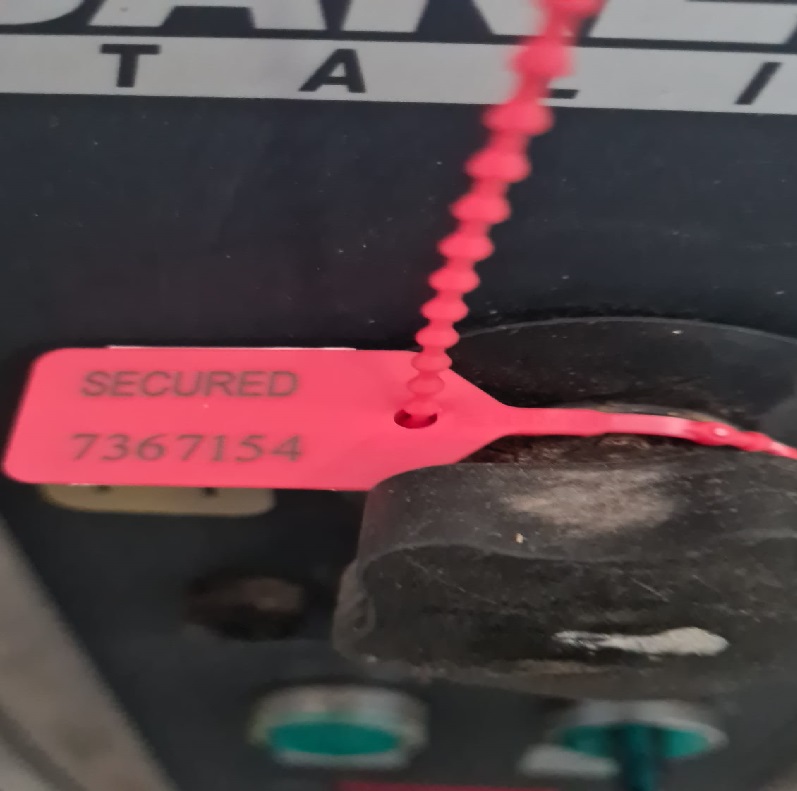 T A L I
SECURED
7367154